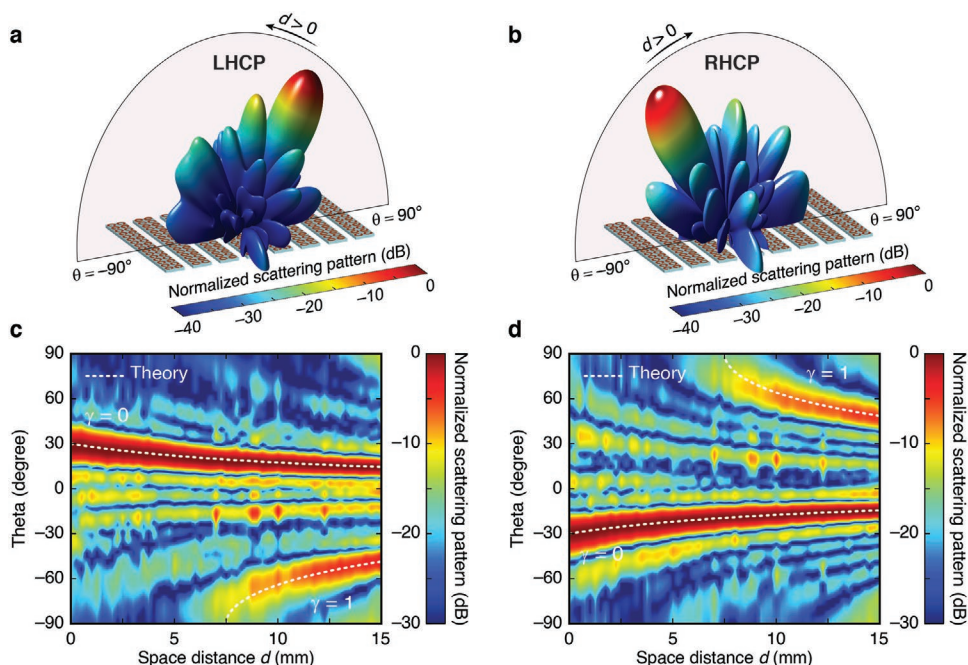 a
d > 0
LHCP
θ = 90°
θ = –90°
Normalized scattering pattern (dB)
–40
–30
–20
–10
0
b
d > 0
RHCP
θ = 90°
θ = –90°
Normalized scattering pattern (dB)
–40
–30
–20
–10
0
c
Theta (degree)
90
60
30
0
–30
–60
–90
Theory
γ = 0
γ = 1
0
5
10
15
Space distance d (mm)
0
–10
–20
–30
Normalized scattering pattern (dB)
d
Theta (degree)
90
60
30
0
–30
–60
–90
Theory
γ = 1
γ = 0
0
5
10
15
Space distance d (mm)
0
–10
–20
–30
Normalized scattering pattern (dB)